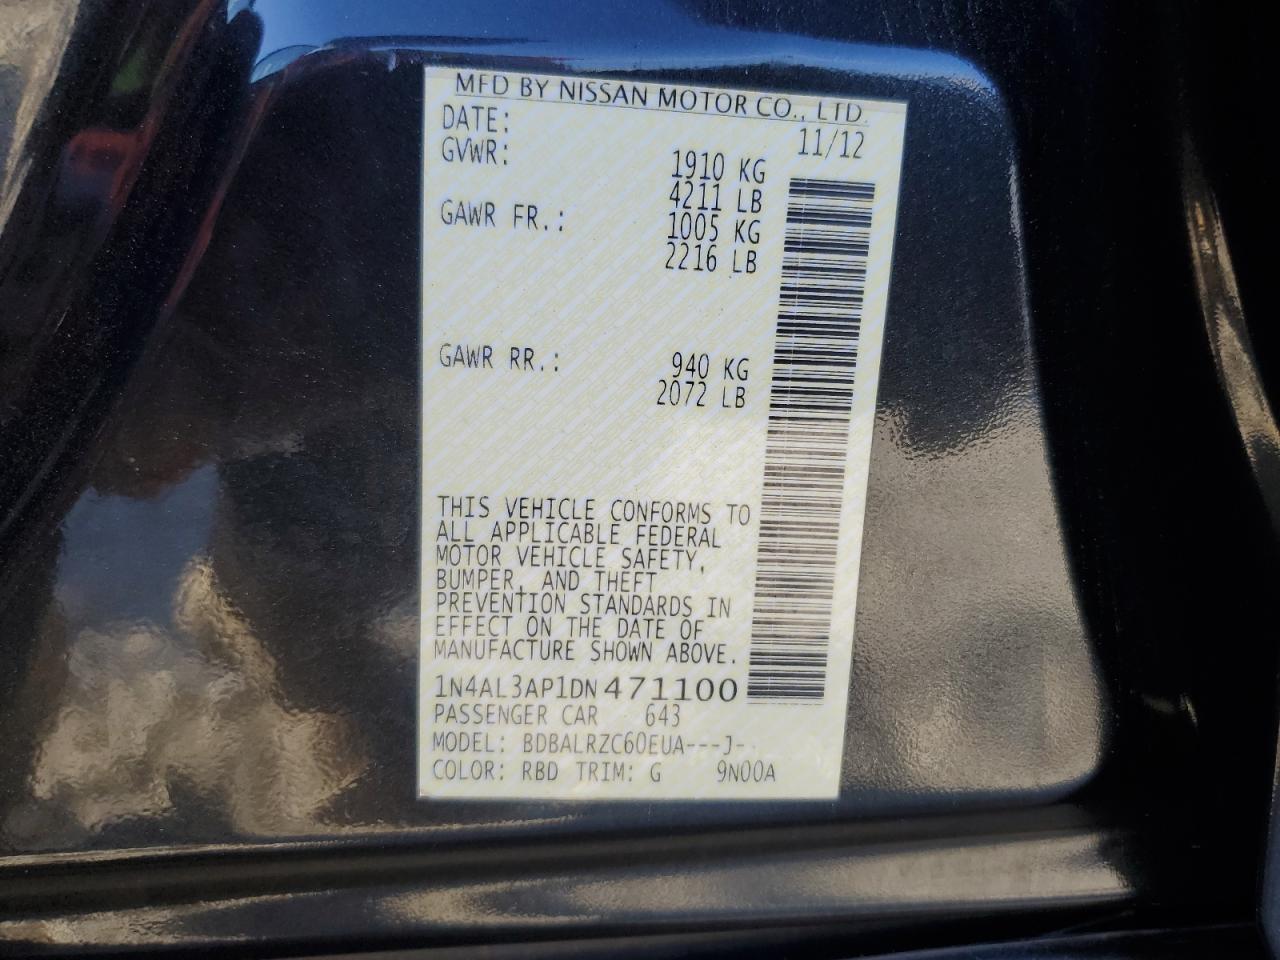 MFD BY NISSAN MOTOR CO., LTD.
DATE: 11/12
GVWR: 1910 KG
4211 LB
GAWR FR.: 1005 KG
2216 LB
GAWR RR.: 940 KG
2072 LB
THIS VEHICLE CONFORMS TO
ALL APPLICABLE FEDERAL
MOTOR VEHICLE SAFETY,
BUMPER, AND THEFT
PREVENTION STANDARDS IN
EFFECT ON THE DATE OF
MANUFACTURE SHOWN ABOVE.
1N4AL3AP1DN471100
PASSENGER CAR 643
MODEL: BDBALRZC60EUA---J-
COLOR: RBD TRIM: G 9N00A